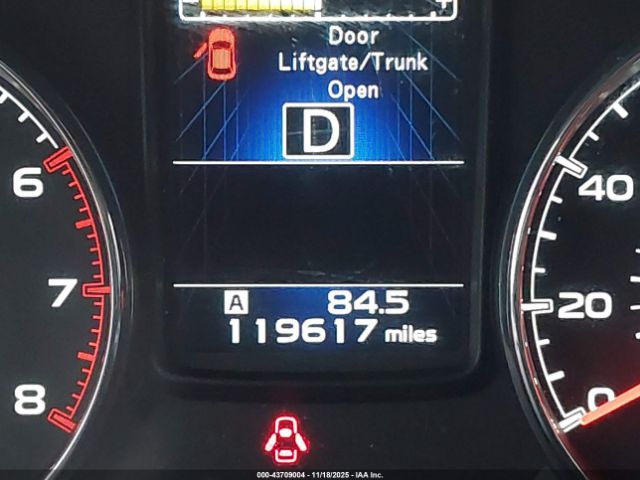 +
Door
Liftgate/Trunk
Open
D
6
7
8
40
20
0
A 84.5
119617 miles
000-43709004 | 11/18/2025 - IAA Inc.